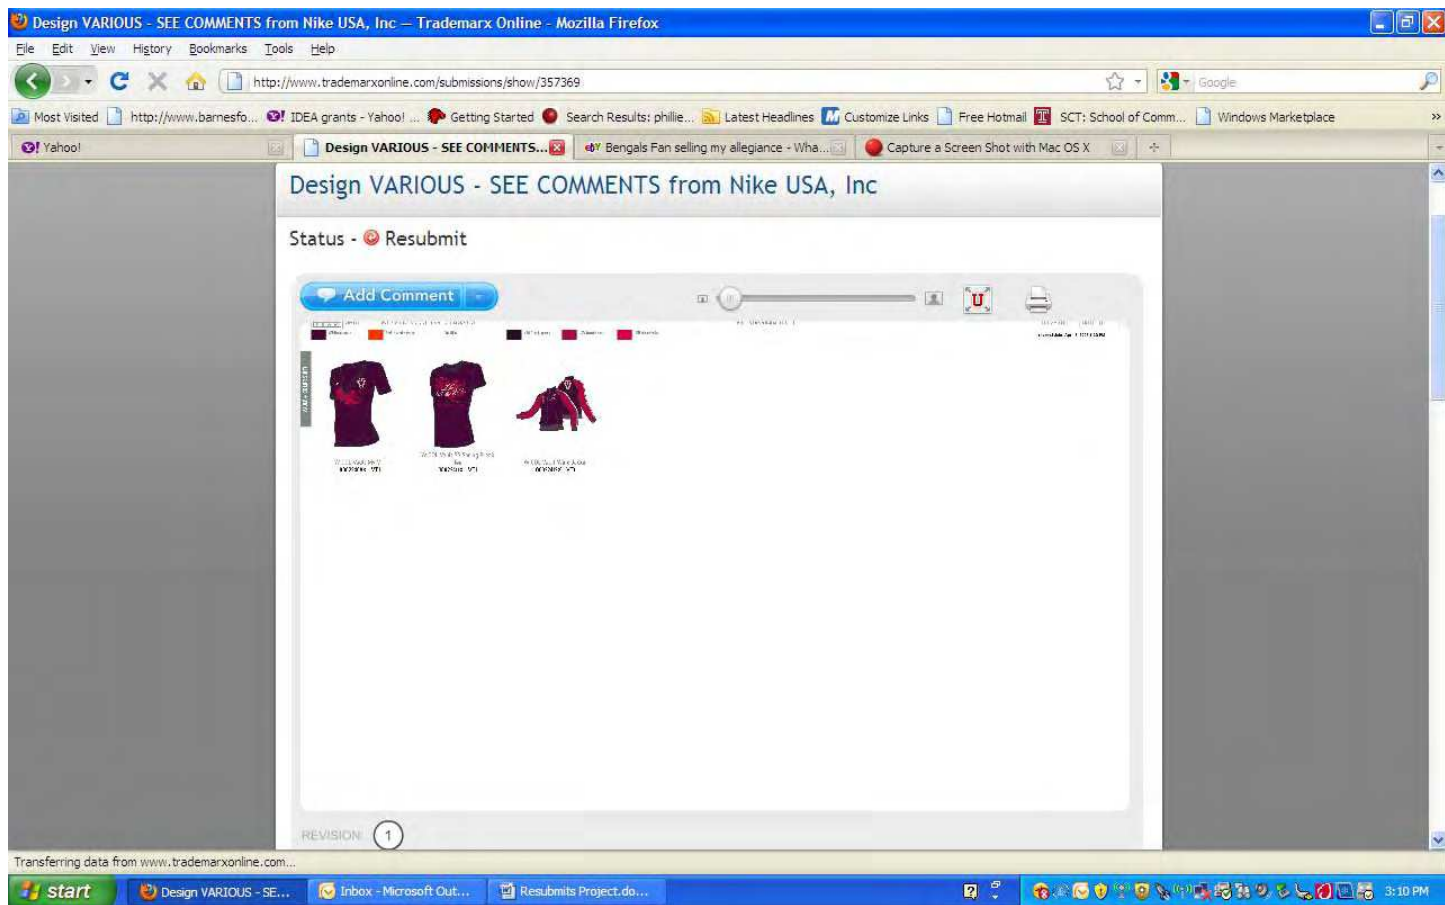 Design VARIOUS - SEE COMMENTS from Nike USA, Inc — Trademarx Online - Mozilla Firefox
File Edit View History Bookmarks Tools Help
http://www.trademarxonline.com/submissions/show/357369
Google
Most Visited http://www.barnesfo... IDEA grants - Yahoo! ... Getting Started Search Results: phillie... Latest Headlines Customize Links Free Hotmail SCT: School of Comm... Windows Marketplace
Yahoo! Design VARIOUS - SEE COMMENTS... Bengals Fan selling my allegiance - Wha... Capture a Screen Shot with Mac OS X
Design VARIOUS - SEE COMMENTS from Nike USA, Inc
Status - Resubmit
Add Comment
U
REVISION: 1
Transferring data from www.trademarxonline.com...
start Design VARIOUS - SE... Inbox - Microsoft Out... Resubmits Project.do... 3:10 PM